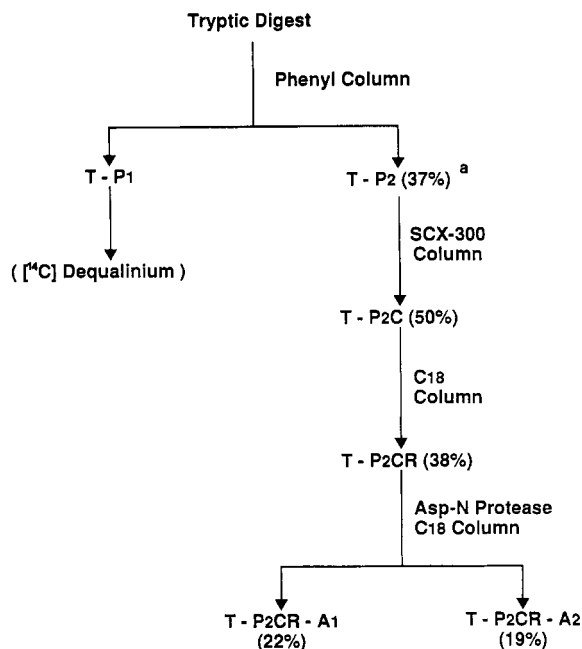 Tryptic Digest
Phenyl Column
T - P1
T - P2 (37%) a
SCX-300
Column
( [14C] Dequalinium )
T - P2C (50%)
C18
Column
T - P2CR (38%)
Asp-N Protease
C18 Column
T - P2CR - A1
(22%)
T - P2CR - A2
(19%)